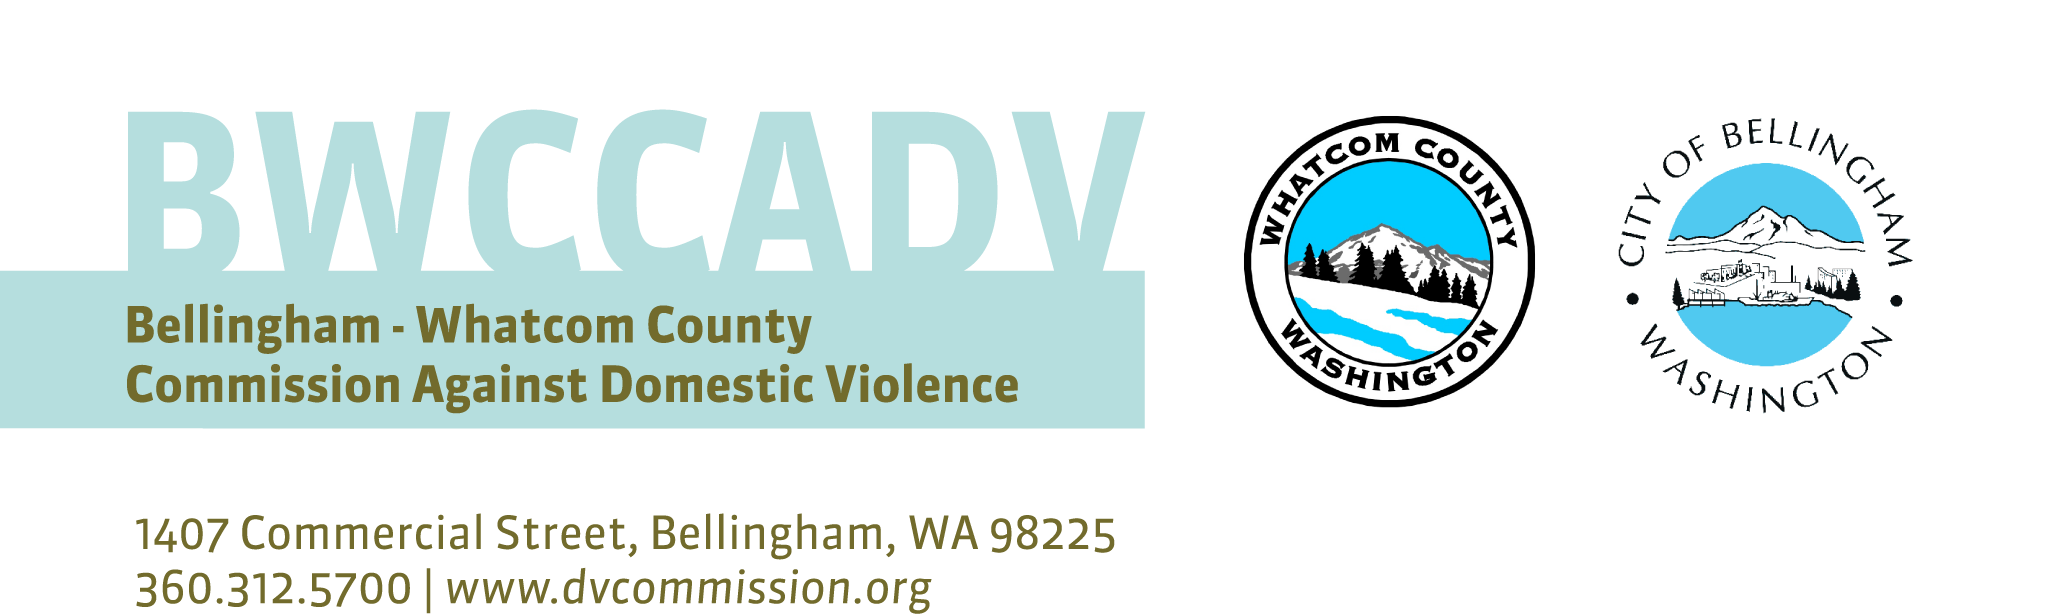 BWCCADV
Bellingham - Whatcom County
Commission Against Domestic Violence
WHATCOM COUNTY
WASHINGTON
CITY OF BELLINGHAM
• WASHINGTON •
1407 Commercial Street, Bellingham, WA 98225
360.312.5700 | www.dvcommission.org